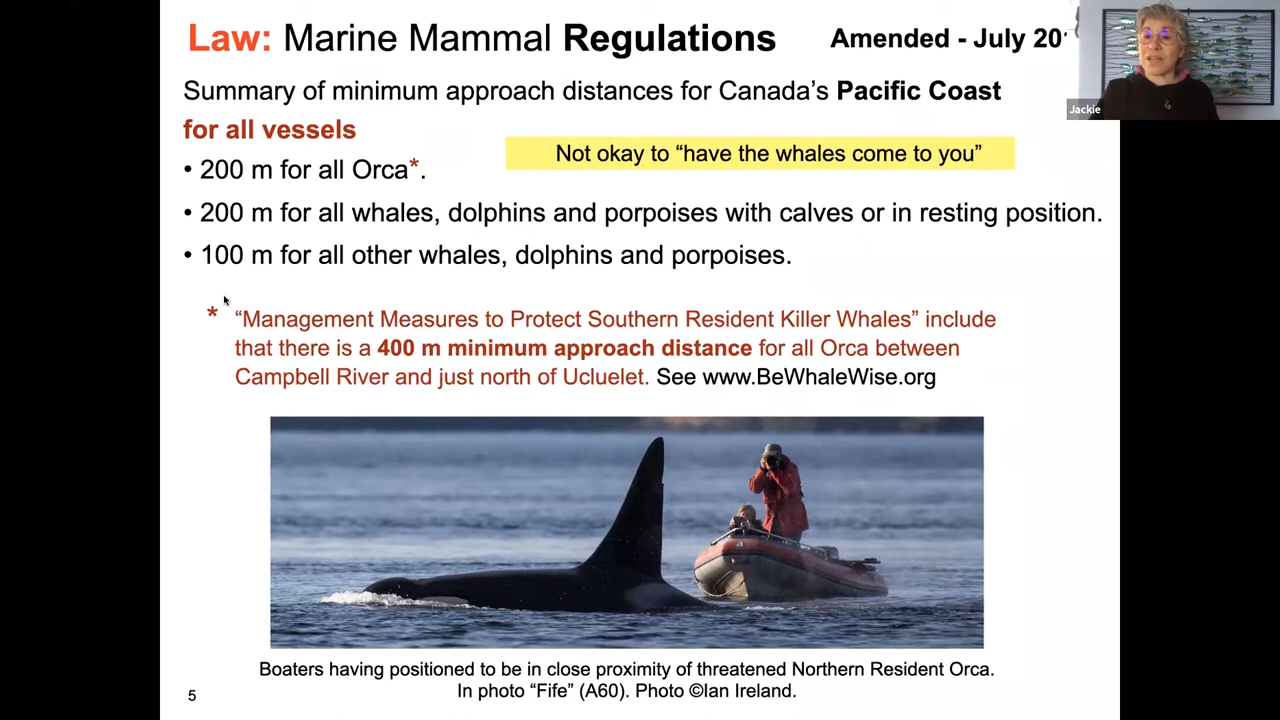 Law: Marine Mammal Regulations Amended - July 201
Jackie
Summary of minimum approach distances for Canada’s Pacific Coast
for all vessels
Not okay to “have the whales come to you”
• 200 m for all Orca*.
• 200 m for all whales, dolphins and porpoises with calves or in resting position.
• 100 m for all other whales, dolphins and porpoises.
* “Management Measures to Protect Southern Resident Killer Whales” include
that there is a 400 m minimum approach distance for all Orca between
Campbell River and just north of Ucluelet. See www.BeWhaleWise.org
Boaters having positioned to be in close proximity of threatened Northern Resident Orca.
In photo “Fife” (A60). Photo ©Ian Ireland.
5